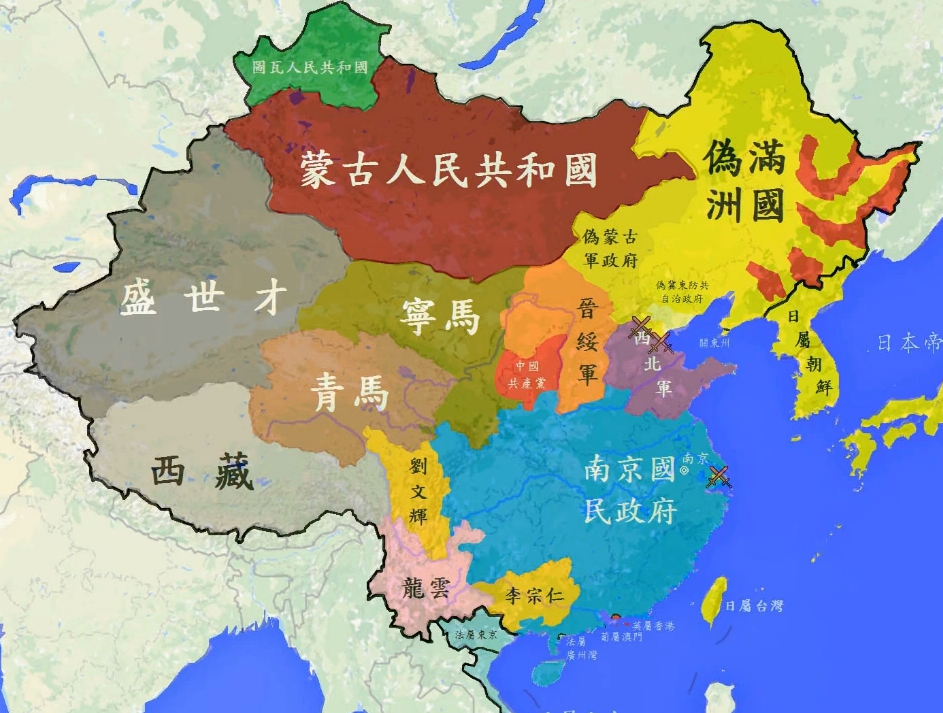 圖瓦人民共和國
蒙古人民共和國
偽滿
洲國
偽蒙古
軍政府
偽冀東防共
自治政府
盛世才
寧馬
晉綏軍
西北軍
關東州
日屬朝鮮
日本帝
中國
共產黨
青馬
西藏
劉文輝
南京
南京國
民政府
龍雲
李宗仁
日屬台灣
英屬香港
葡屬澳門
法屬東京
法屬
廣州灣